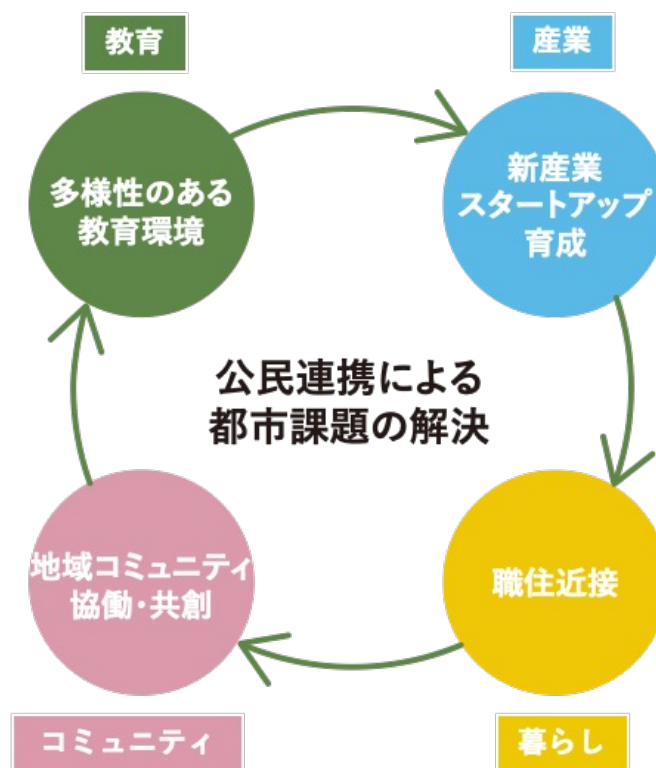 教育
産業
多様性のある
教育環境
新産業
スタートアップ
育成
公民連携による
都市課題の解決
地域コミュニティ
協働・共創
職住近接
コミュニティ
暮らし